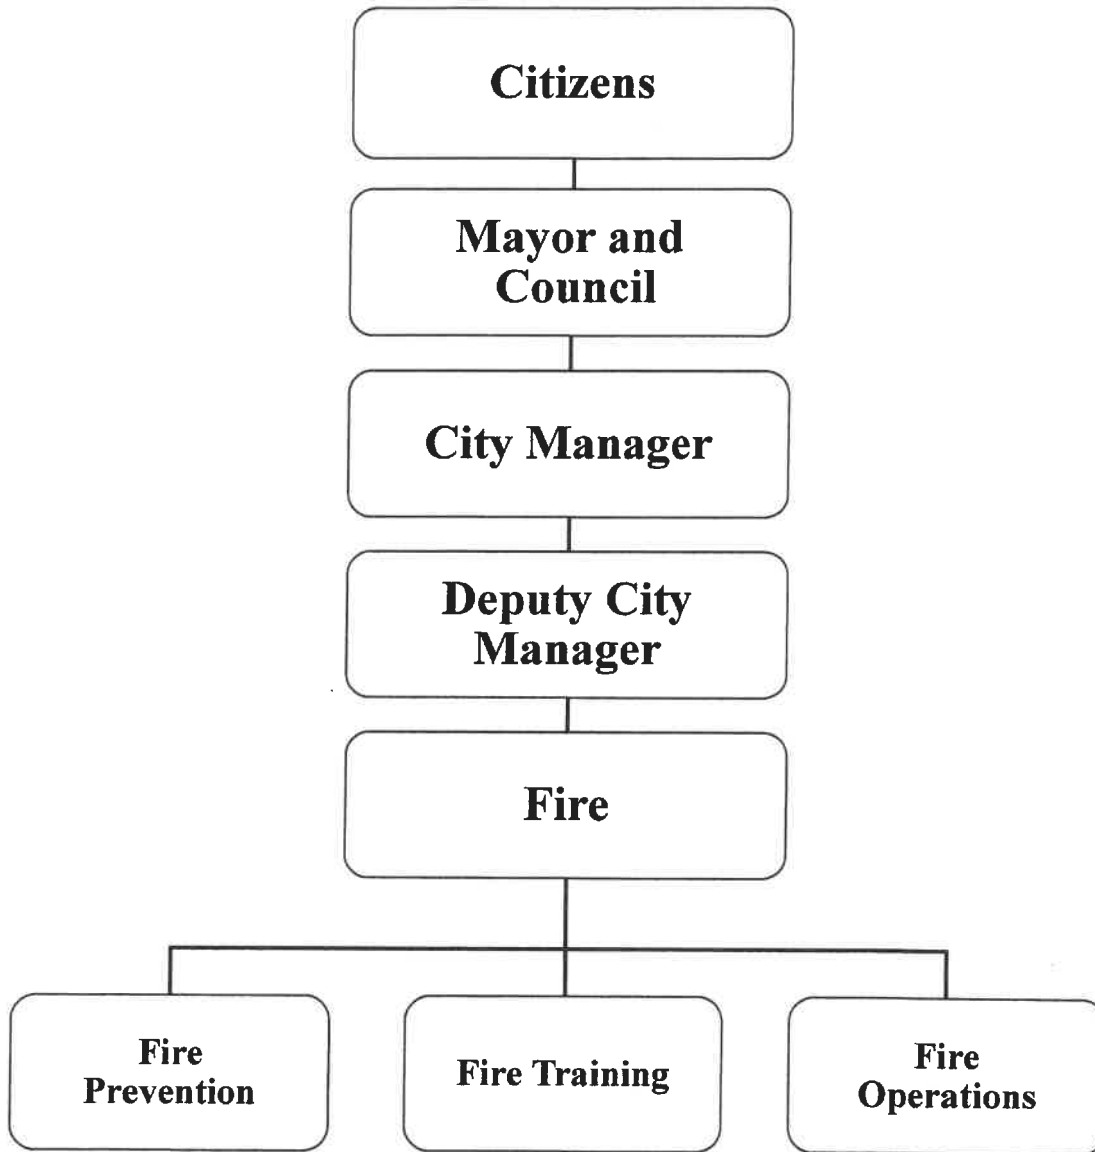 Citizens
Mayor and
Council
City Manager
Deputy City
Manager
Fire
Fire
Prevention
Fire Training
Fire
Operations